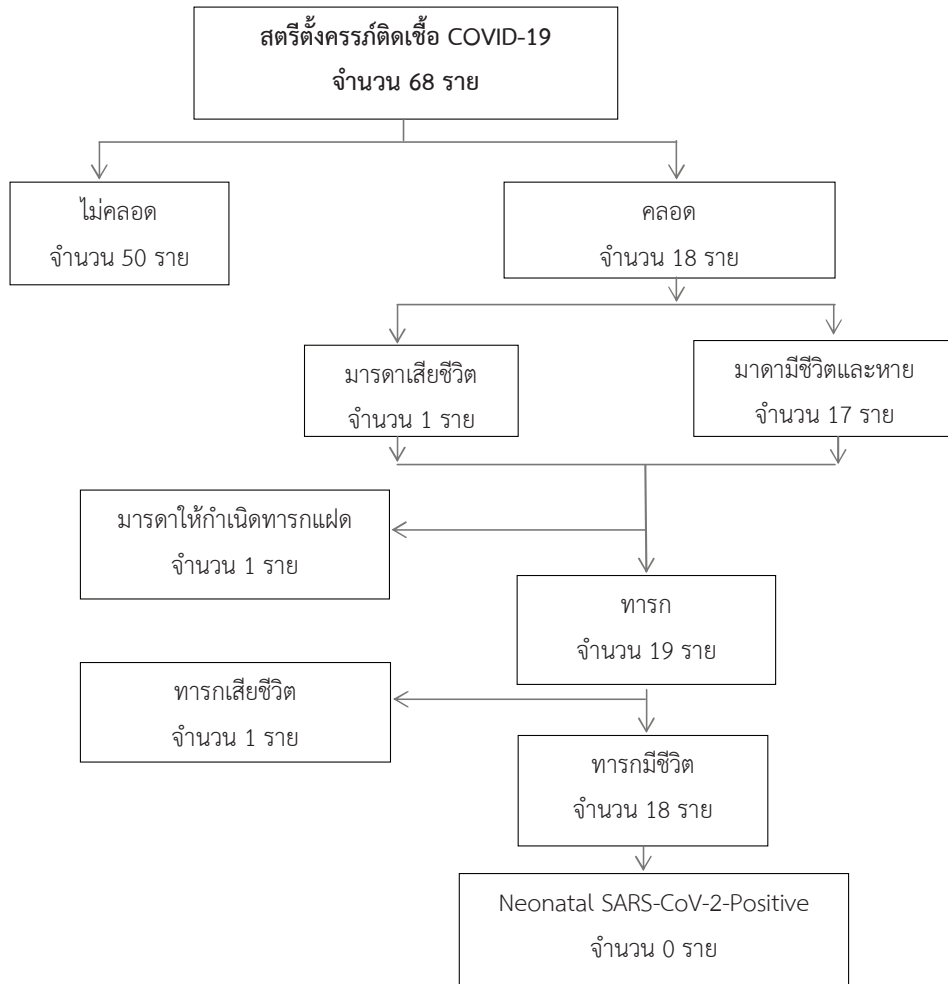 สตรีตั้งครรภ์ติดเชื้อ COVID-19
จำนวน 68 ราย
ไม่คลอด
จำนวน 50 ราย
คลอด
จำนวน 18 ราย
มารดาเสียชีวิต
จำนวน 1 ราย
มาดามีชีวิตและหาย
จำนวน 17 ราย
มารดาให้กำเนิดทารกแฝด
จำนวน 1 ราย
ทารก
จำนวน 19 ราย
ทารกเสียชีวิต
จำนวน 1 ราย
ทารกมีชีวิต
จำนวน 18 ราย
Neonatal SARS-CoV-2-Positive
จำนวน 0 ราย